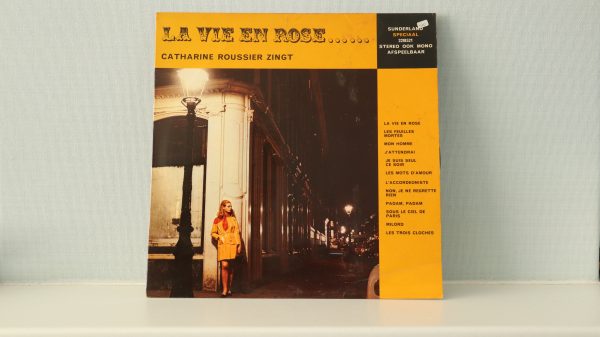 LA VIE EN ROSE......
CATHARINE ROUSSIER ZINGT
SUNDERLAND
SPECIAAL
STEREO OOK MONO
AFSPEELBAAR
LA VIE EN ROSE
LES FEUILLES
MORTES
MON HOMME
J'ATTENDRAI
JE SUIS SEUL
CE SOIR
LES MOTS D'AMOUR
L'ACCORDEONISTE
NON, JE NE REGRETTE
RIEN
PADAM, PADAM
SOUS LE CIEL DE
PARIS
MILORD
LES TROIS CLOCHES